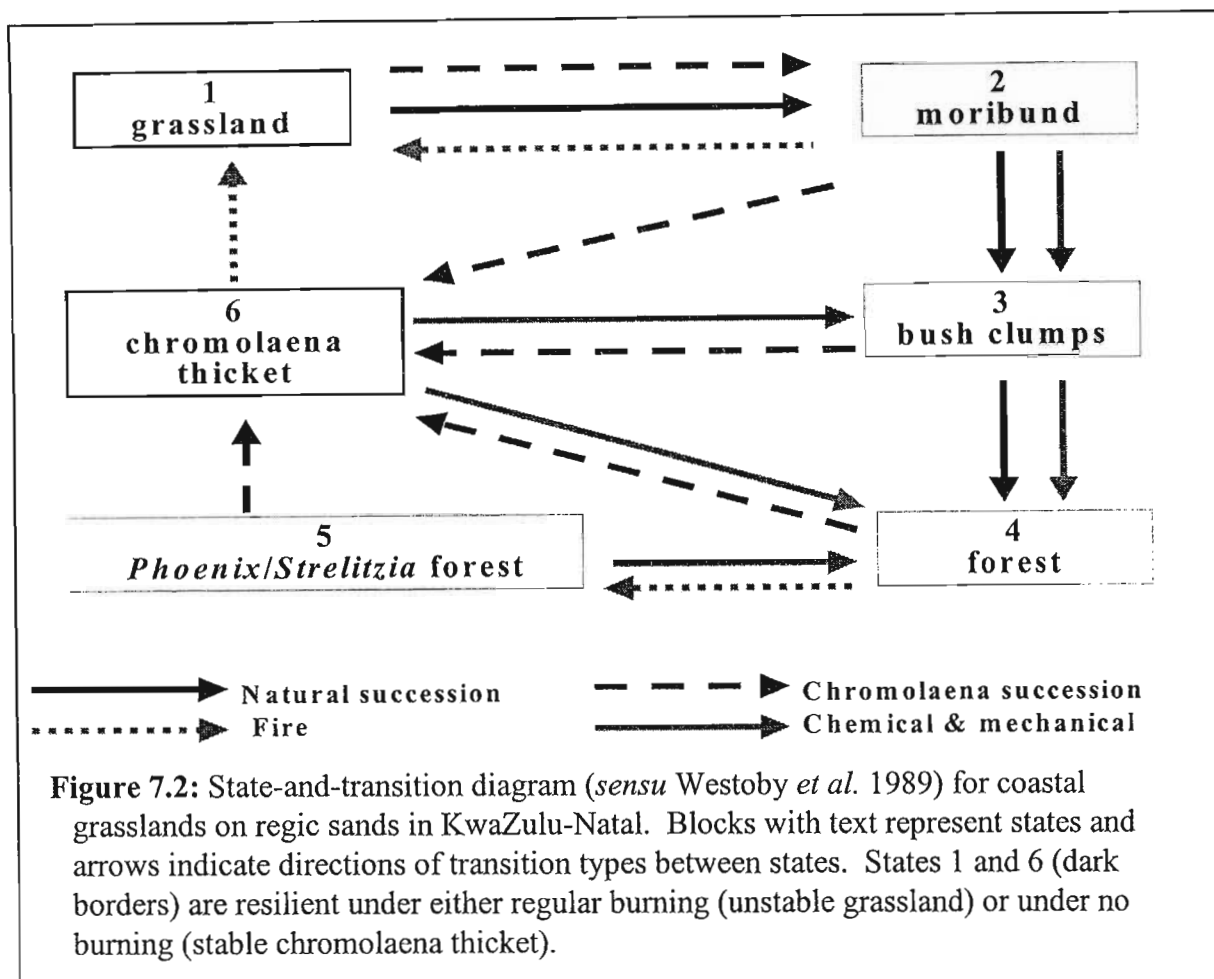 1
grassland
2
moribund
6
chromolaena
thicket
3
bush clumps
5
Phoenix/Strelitzia forest
4
forest
Natural succession
Chromolaena succession
Fire
Chemical & mechanical
Figure 7.2: State-and-transition diagram (sensu Westoby et al. 1989) for coastal
grasslands on regic sands in KwaZulu-Natal. Blocks with text represent states and
arrows indicate directions of transition types between states. States 1 and 6 (dark
borders) are resilient under either regular burning (unstable grassland) or under no
burning (stable chromolaena thicket).